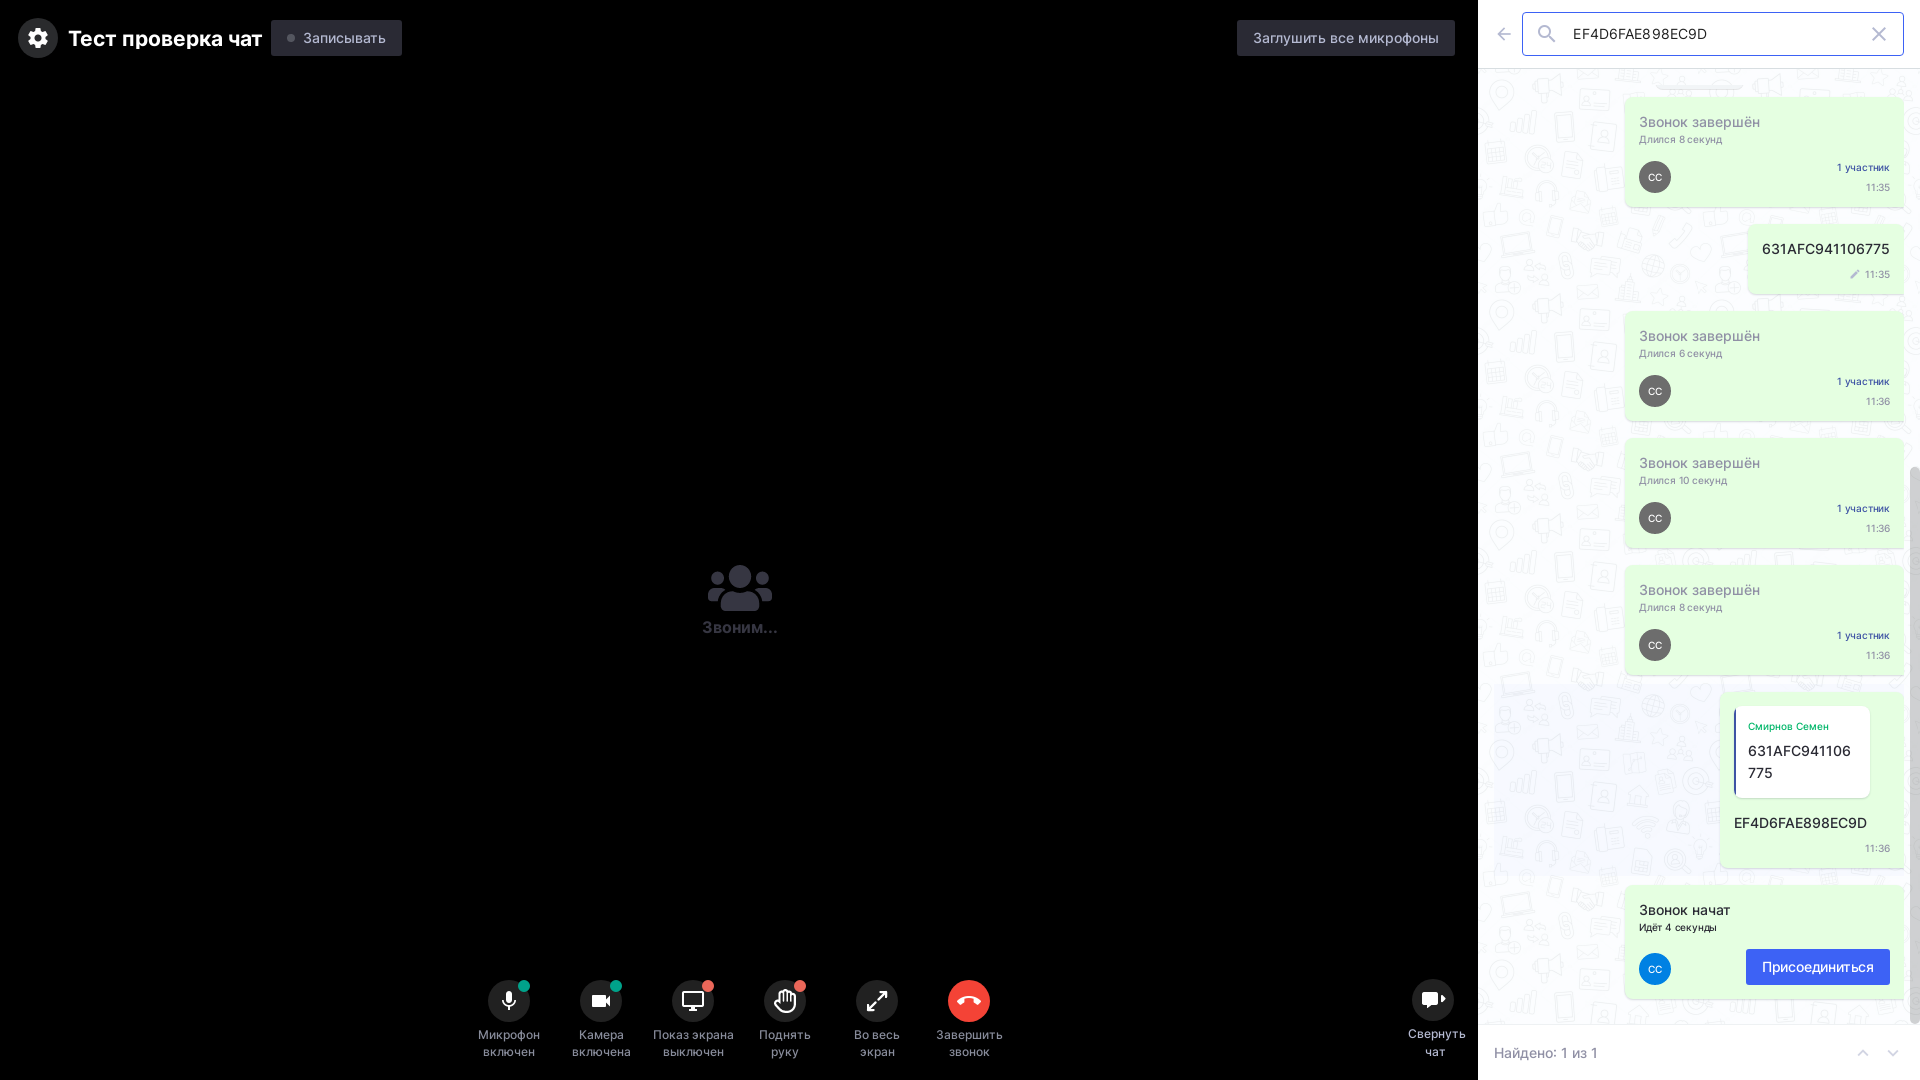 Тест проверка чат
Записывать
Заглушить все микрофоны
EF4D6FAE898EC9D
Звонок завершён
Длился 8 секунд
СС
1 участник
11:35
631AFC941106775
11:35
Звонок завершён
Длился 6 секунд
СС
1 участник
11:36
Звонок завершён
Длился 10 секунд
СС
1 участник
11:36
Звонок завершён
Длился 8 секунд
СС
1 участник
11:36
Смирнов Семен
631AFC941106
775
EF4D6FAE898EC9D
11:36
Звонок начат
Идёт 4 секунды
СС
Присоединиться
Найдено: 1 из 1
Звоним...
Микрофон
включен
Камера
включена
Показ экрана
выключен
Поднять
руку
Во весь
экран
Завершить
звонок
Свернуть
чат